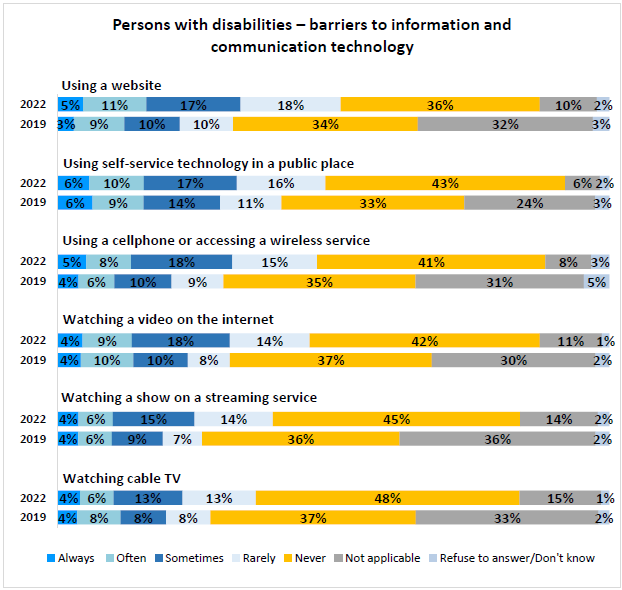 Persons with disabilities – barriers to information and
communication technology
Using a website
2022 5% 11% 17% 18% 36% 10% 2%
2019 3% 9% 10% 10% 34% 32% 3%
Using self-service technology in a public place
2022 6% 10% 17% 16% 43% 6% 2%
2019 6% 9% 14% 11% 33% 24% 3%
Using a cellphone or accessing a wireless service
2022 5% 8% 18% 15% 41% 8% 3%
2019 4% 6% 10% 9% 35% 31% 5%
Watching a video on the internet
2022 4% 9% 18% 14% 42% 11% 1%
2019 4% 10% 10% 8% 37% 30% 2%
Watching a show on a streaming service
2022 4% 6% 15% 14% 45% 14% 2%
2019 4% 6% 9% 7% 36% 36% 2%
Watching cable TV
2022 4% 6% 13% 13% 48% 15% 1%
2019 4% 8% 8% 8% 37% 33% 2%
Always Often Sometimes Rarely Never Not applicable Refuse to answer/Don't know